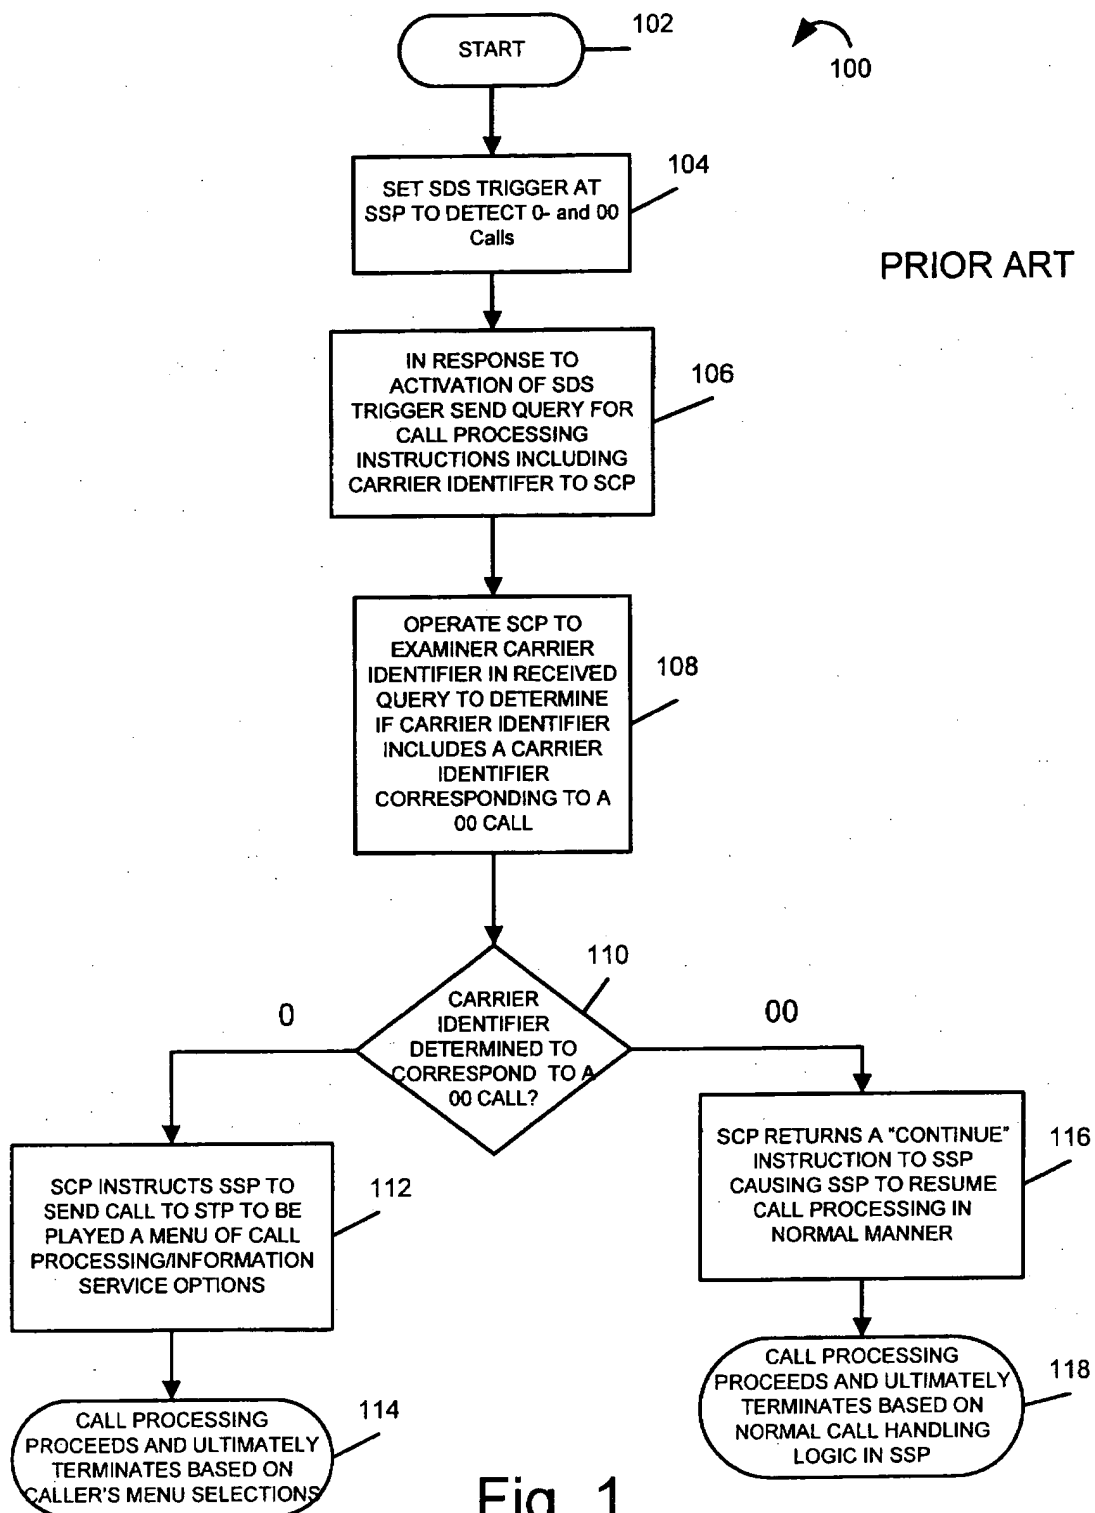 START
102
100
SET SDS TRIGGER AT
SSP TO DETECT 0- and 00
Calls
104
PRIOR ART
IN RESPONSE TO
ACTIVATION OF SDS
TRIGGER SEND QUERY FOR
CALL PROCESSING
INSTRUCTIONS INCLUDING
CARRIER IDENTIFER TO SCP
106
OPERATE SCP TO
EXAMINER CARRIER
IDENTIFIER IN RECEIVED
QUERY TO DETERMINE
IF CARRIER IDENTIFIER
INCLUDES A CARRIER
IDENTIFIER
CORRESPONDING TO A
00 CALL
108
CARRIER
IDENTIFIER
DETERMINED TO
CORRESPOND TO A
00 CALL?
110
0
00
SCP INSTRUCTS SSP TO
SEND CALL TO STP TO BE
PLAYED A MENU OF CALL
PROCESSING/INFORMATION
SERVICE OPTIONS
112
SCP RETURNS A "CONTINUE"
INSTRUCTION TO SSP
CAUSING SSP TO RESUME
CALL PROCESSING IN
NORMAL MANNER
116
CALL PROCESSING
PROCEEDS AND ULTIMATELY
TERMINATES BASED ON
CALLER'S MENU SELECTIONS
114
CALL PROCESSING
PROCEEDS AND ULTIMATELY
TERMINATES BASED ON
NORMAL CALL HANDLING
LOGIC IN SSP
118
Fig. 1